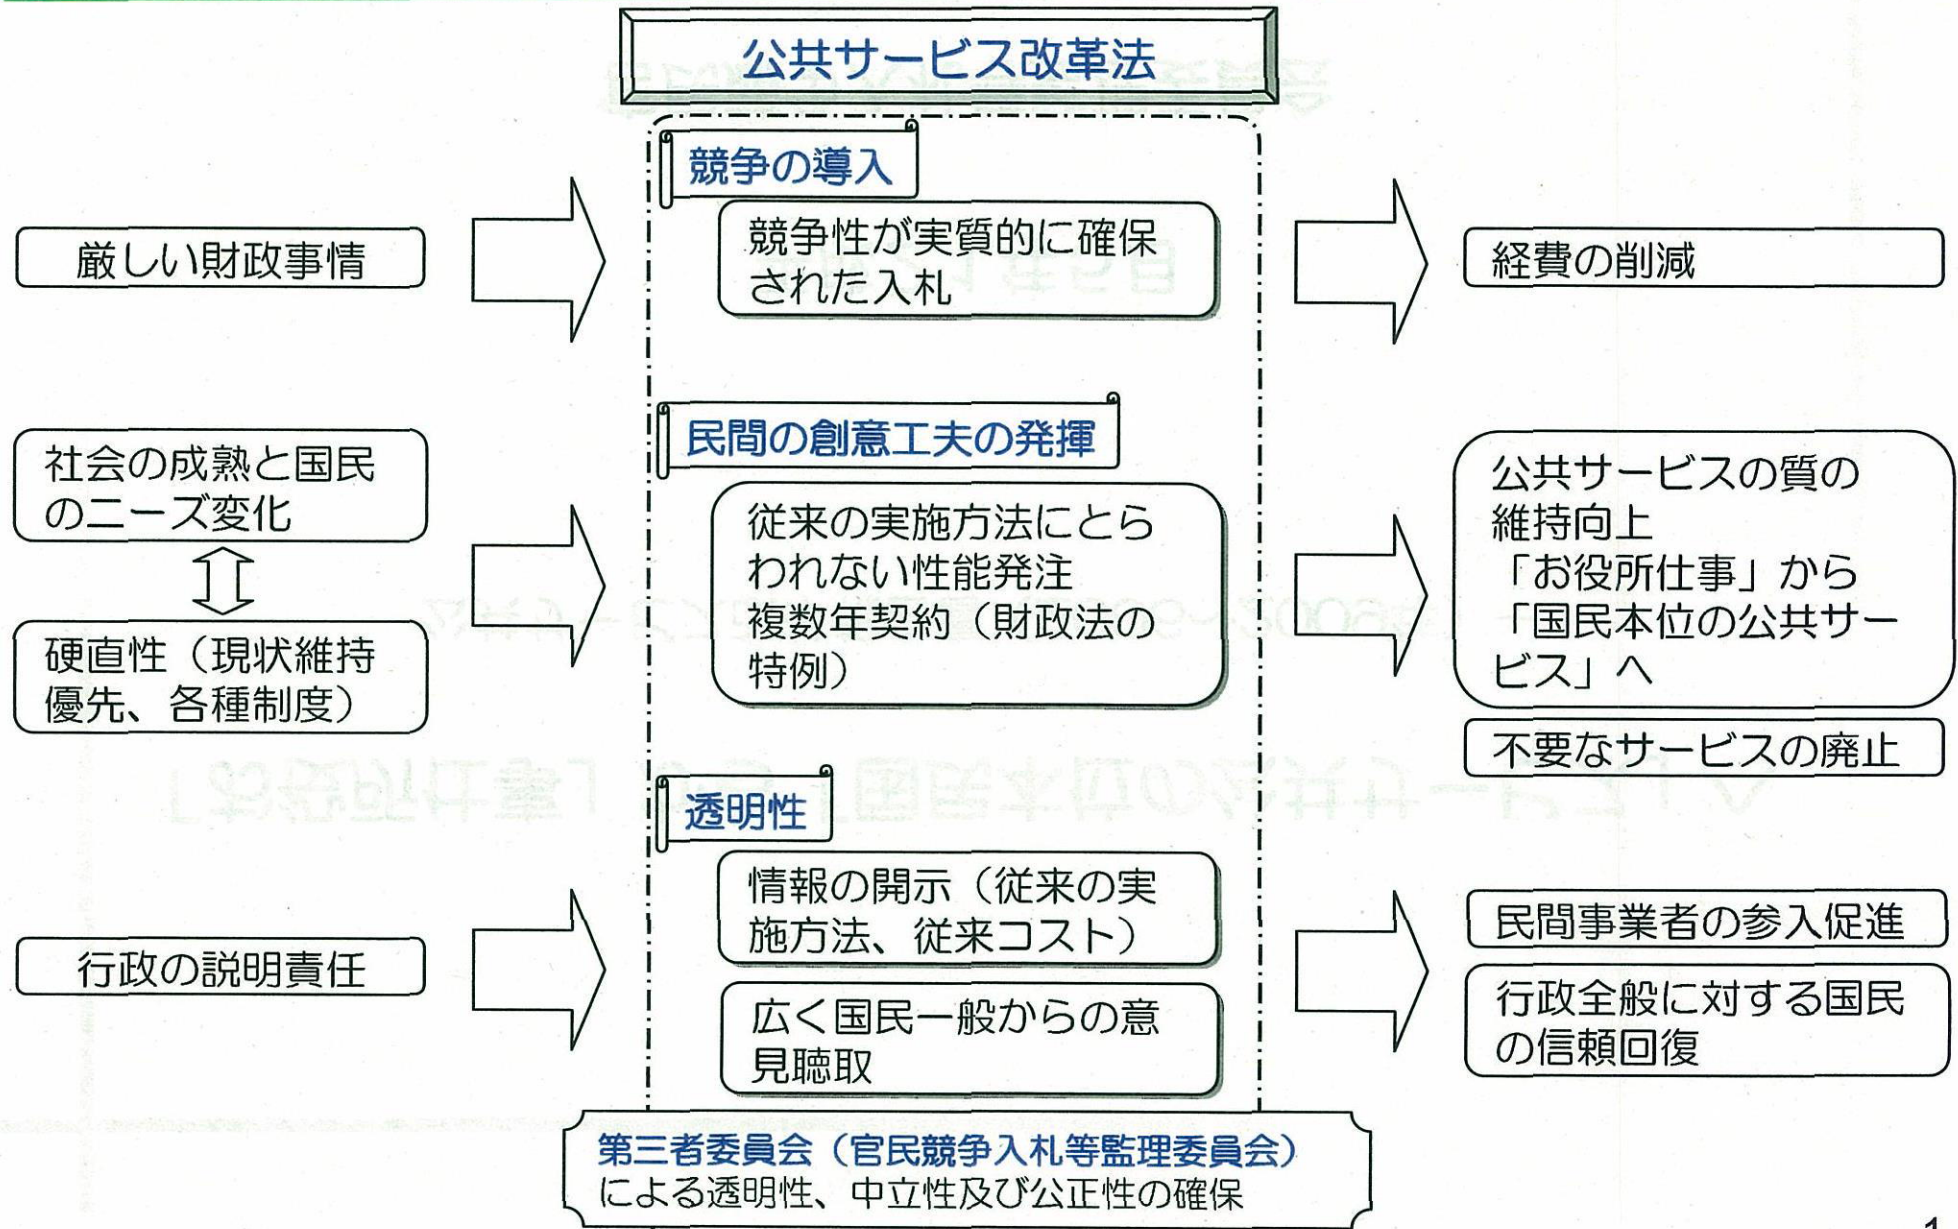 公共サービス改革法
競争の導入
厳しい財政事情
競争性が実質的に確保
された入札
経費の削減
民間の創意工夫の発揮
社会の成熟と国民
のニーズ変化
硬直性（現状維持
優先、各種制度）
従来の実施方法にとら
われない性能発注
複数年契約（財政法の
特例）
公共サービスの質の
維持向上
「お役所仕事」から
「国民本位の公共サー
ビス」へ
不要なサービスの廃止
透明性
行政の説明責任
情報の開示（従来の実
施方法、従来コスト）
広く国民一般からの意
見聴取
民間事業者の参入促進
行政全般に対する国民
の信頼回復
第三者委員会（官民競争入札等監理委員会）
による透明性、中立性及び公正性の確保
1